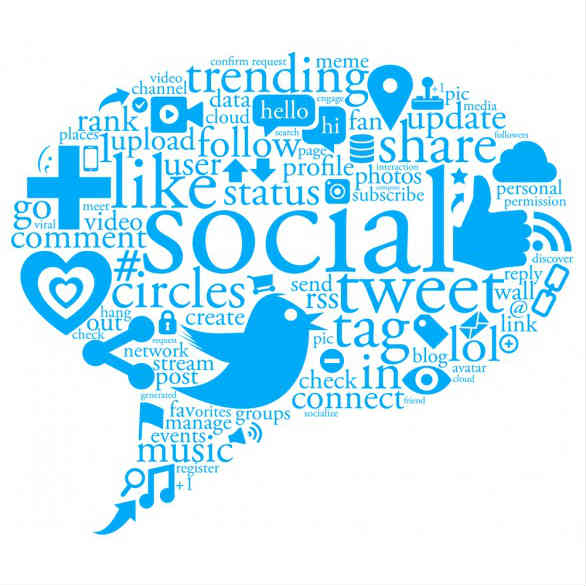 confirm request
meme
video
trending
channel
+1
pic
data
engage
media
hello
rank
cloud
hi
fan
update
places
search
followers
upload
follow
page
share
user
profile
interaction
like
photos
personal
status
subscribe
permission
go
meet
viral
video
social
comment
discover
#
circles
send
tweet
reply
rss
wall
hang
@
out
create
link
check
tag
request
pic
lol
network
blog
stream
in
avatar
post
check
cloud
generated
connect
friend
favorites
groups
manage
socialize
events
music
register
+1